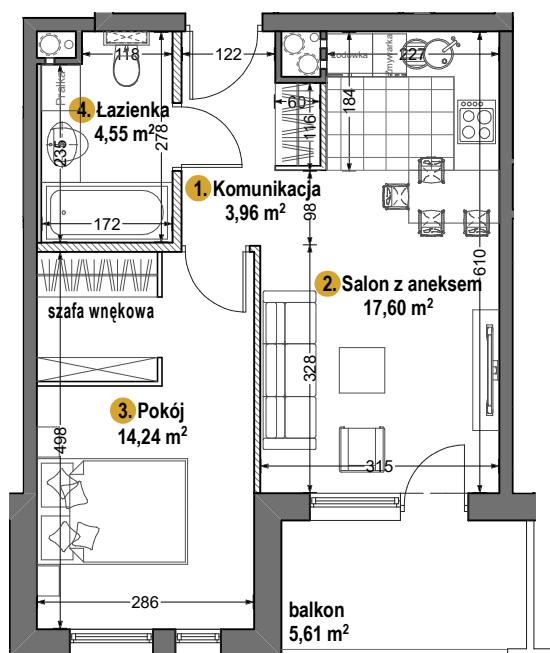 118
122
Lodówka
Zmywarka
227
Pralka
4. Łazienka
4,55 m²
278
235
60
116
184
172
1. Komunikacja
3,96 m²
98
610
szafa wnękowa
2. Salon z aneksem
17,60 m²
328
3. Pokój
14,24 m²
498
315
286
balkon
5,61 m²